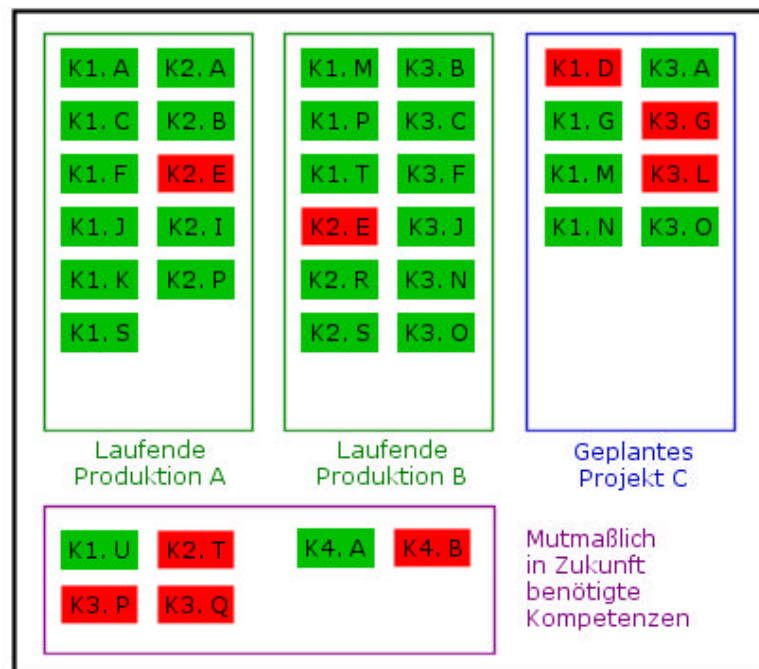 K1. A K2. A
K1. C K2. B
K1. F K2. E
K1. J K2. I
K1. K K2. P
K1. S
Laufende
Produktion A
K1. M K3. B
K1. P K3. C
K1. T K3. F
K2. E K3. J
K2. R K3. N
K2. S K3. O
Laufende
Produktion B
K1. D K3. A
K1. G K3. G
K1. M K3. L
K1. N K3. O
Geplantes
Projekt C
K1. U K2. T K4. A K4. B
K3. P K3. Q
Mutmaßlich
in Zukunft
benötigte
Kompetenzen